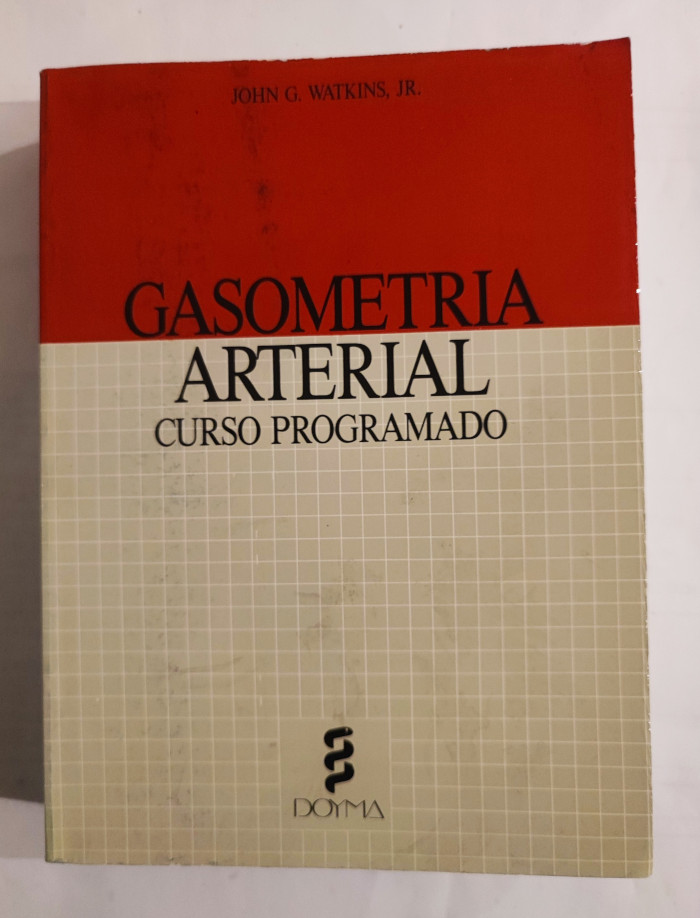 JOHN G. WATKINS, JR.
GASOMETRIA
ARTERIAL
CURSO PROGRAMADO
DOYMA